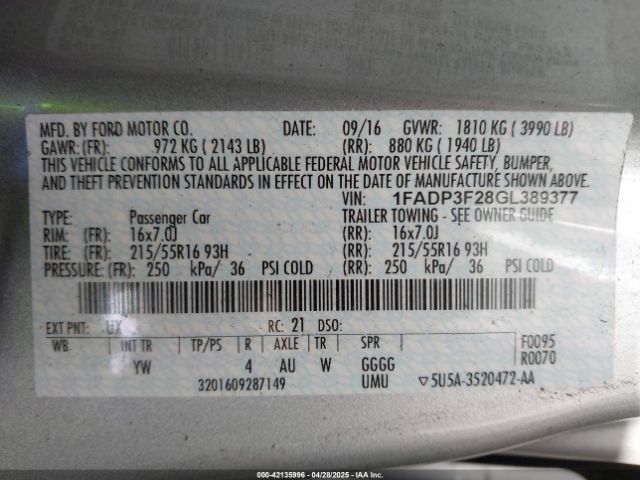 MFD. BY FORD MOTOR CO. DATE: 09/16 GVWR: 1810 KG ( 3990 LB)
GAWR: (FR): 972 KG ( 2143 LB) (RR): 880 KG ( 1940 LB)
THIS VEHICLE CONFORMS TO ALL APPLICABLE FEDERAL MOTOR VEHICLE SAFETY, BUMPER,
AND THEFT PREVENTION STANDARDS IN EFFECT ON THE DATE OF MANUFACTURE SHOWN ABOVE.
VIN: 1FADP3F28GL389377
TYPE: Passenger Car TRAILER TOWING - SEE OWNER GUIDE
RIM: (FR): 16x7.0J (RR): 16x7.0J
TIRE: (FR): 215/55R16 93H (RR): 215/55R16 93H
PRESSURE: (FR): 250 kPa/ 36 PSI COLD (RR): 250 kPa/ 36 PSI COLD
EXT PNT: UX RC: 21 DSO:
WB INT TR TP/PS R AXLE TR SPR F0095
YW 4 AU W GGGG R0070
3201609287149 UMU ▽5U5A-3520472-AA
000-42135996 04/28/2025 - IAA Inc.